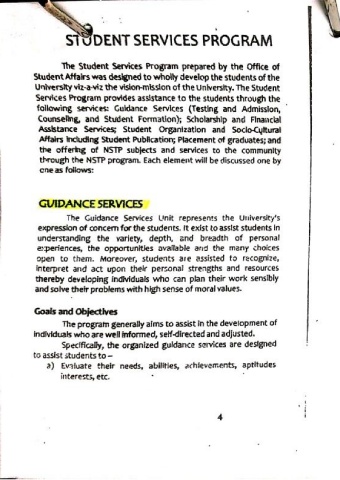 STUDENT SERVICES PROGRAM
The Student Services Program prepared by the Office of
Student Affairs was designed to wholly develop the students of the
University viz-a-viz the vision-mission of the University. The Student
Services Program provides assistance to the students through the
following services: Guidance Services (Testing and Admission,
Counseling, and Student Formation); Scholarship and Financial
Assistance Services; Student Organization and Socio-Cultural
Affairs including Student Publication; Placement of graduates; and
the offering of NSTP subjects and services to the community
through the NSTP program. Each element will be discussed one by
one as follows:
GUIDANCE SERVICES
The Guidance Services Unit represents the University's
expression of concern for the students. It exist to assist students in
understanding the variety, depth, and breadth of personal
experiences, the opportunities available and the many choices
open to them. Moreover, students are assisted to recognize,
interpret and act upon their personal strengths and resources
thereby developing individuals who can plan their work sensibly
and solve their problems with high sense of moral values.
Goals and Objectives
The program generally aims to assist in the development of
individuals who are well informed, self-directed and adjusted.
Specifically, the organized guidance services are designed
to assist students to –
a) Evaluate their needs, abilities, achievements, aptitudes
interests, etc.
4